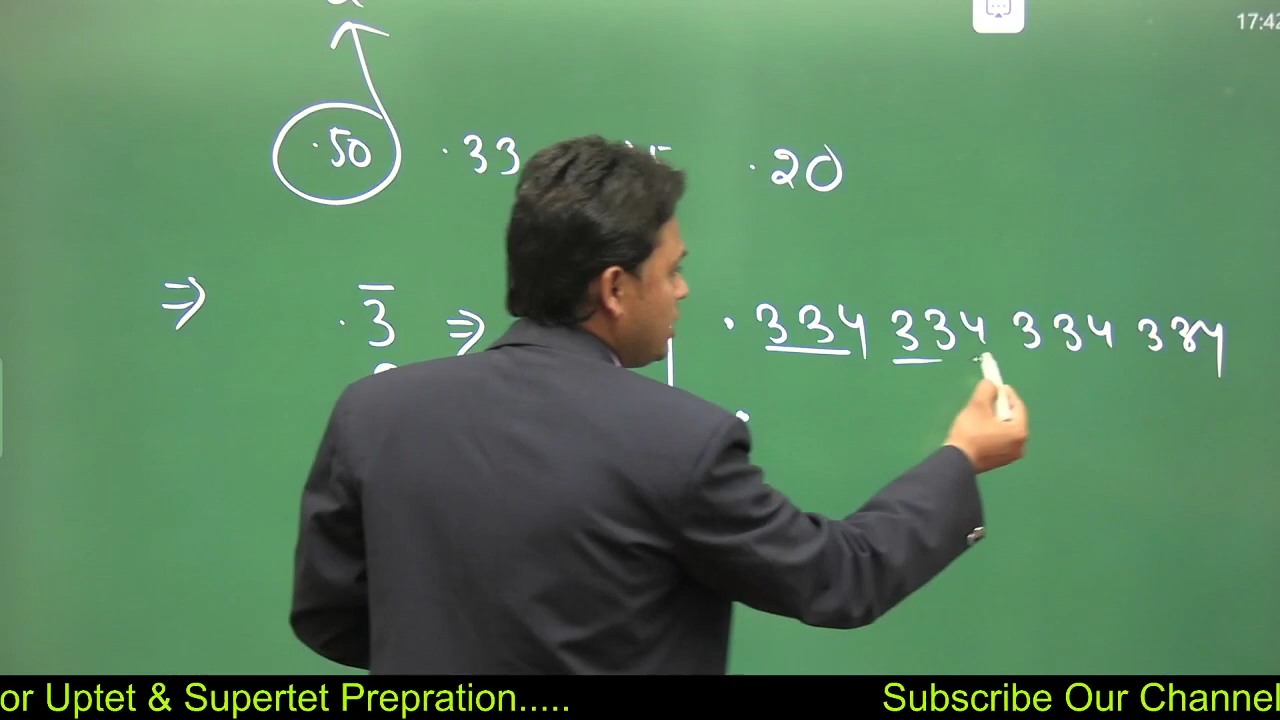 17:42
.50 .33 .20
⇒ .3̅ ⇒ .334 334 334 334
or Uptet & Supertet Prepration..... Subscribe Our Channel